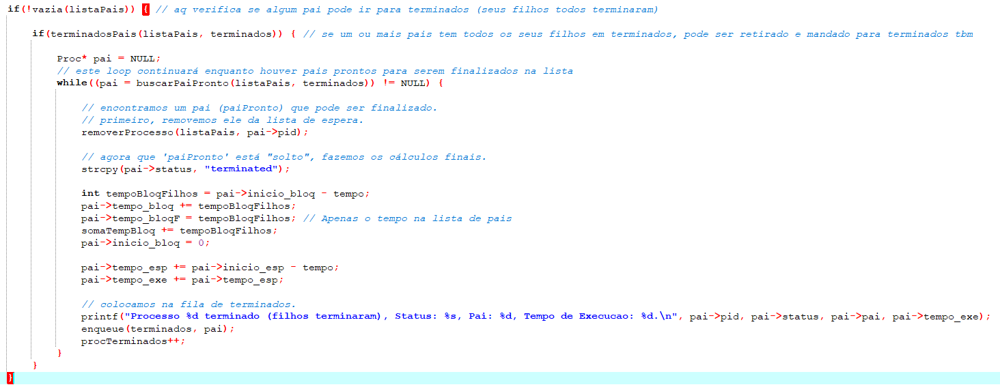 if(!vazia(listaPais)) { // aq verifica se algum pai pode ir para terminados (seus filhos todos terminaram)
if(terminadosPais(listaPais, terminados)) { // se um ou mais pais tem todos os seus filhos em terminados, pode ser retirado e mandado para terminados tbm
Proc* pai = NULL;
// este loop continuará enquanto houver pais prontos para serem finalizados na lista
while((pai = buscarPaiPronto(listaPais, terminados)) != NULL) {
// encontramos um pai (paiPronto) que pode ser finalizado.
// primeiro, removemos ele da lista de espera.
removerProcesso(listaPais, pai->pid);
// agora que 'paiPronto' está "solto", fazemos os cálculos finais.
strcpy(pai->status, "terminated");
int tempoBloqFilhos = pai->inicio_bloq - tempo;
pai->tempo_bloq += tempoBloqFilhos;
pai->tempo_bloqF = tempoBloqFilhos; // Apenas o tempo na lista de pais
somaTempBloq += tempoBloqFilhos;
pai->inicio_bloq = 0;
pai->tempo_esp += pai->inicio_esp - tempo;
pai->tempo_exe += pai->tempo_esp;
// colocamos na fila de terminados.
printf("Processo %d terminado (filhos terminaram), Status: %s, Pai: %d, Tempo de Execucao: %d.\n", pai->pid, pai->status, pai->pai, pai->tempo_exe);
enqueue(terminados, pai);
procTerminados++;
}
}
}